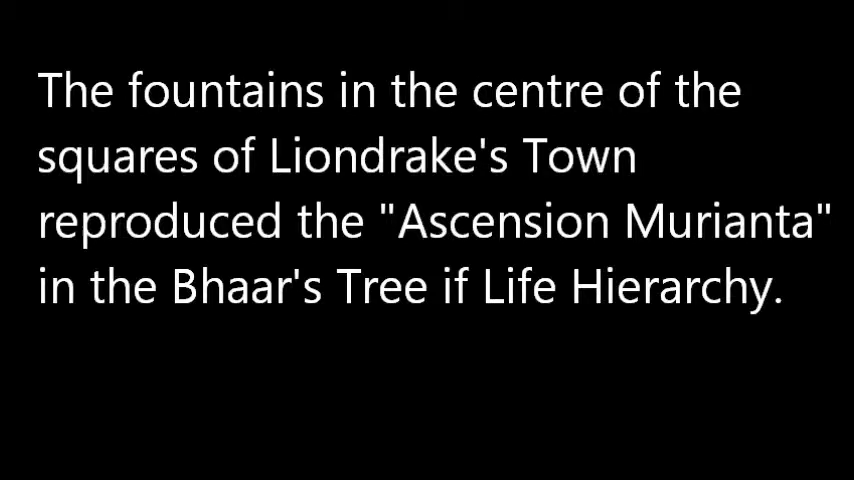 The fountains in the centre of the
squares of Liondrake's Town
reproduced the "Ascension Murianta"
in the Bhaar's Tree if Life Hierarchy.